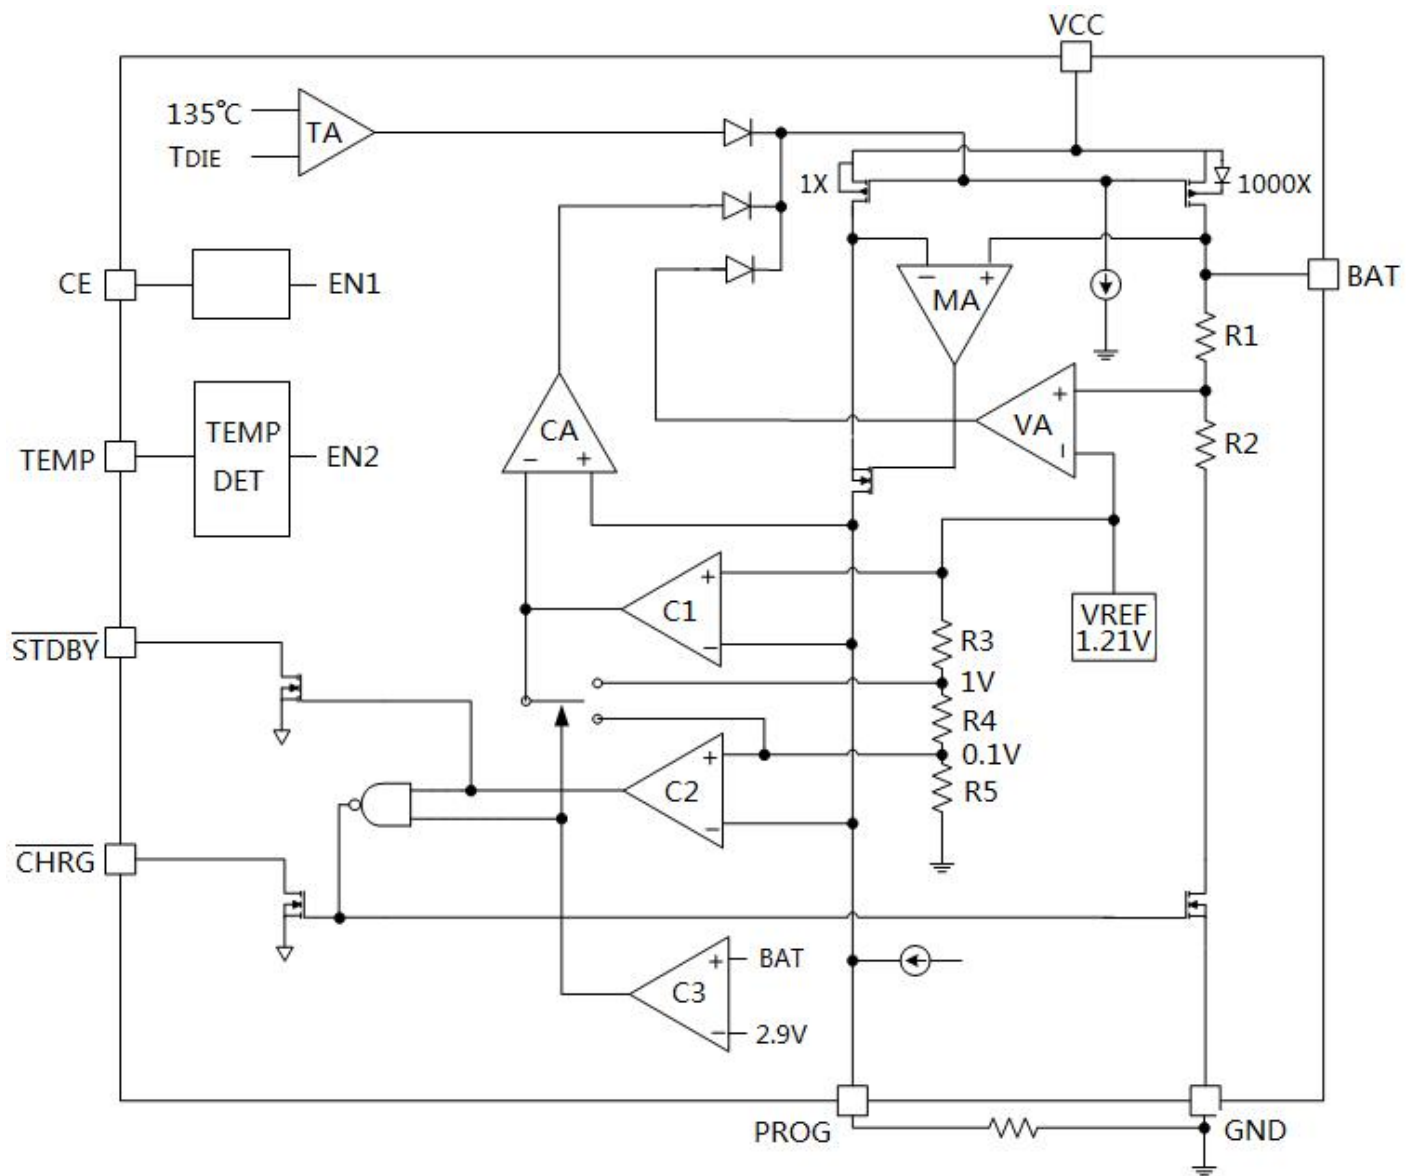 VCC
135℃
TA
TDIE
1X
1000X
CE
EN1
BAT
− +
MA
R1
TEMP
TEMP
DET
EN2
CA
− +
+
VA
−
R2
STDBY
C1
+
−
VREF
1.21V
R3
1V
R4
0.1V
R5
C2
+
−
CHRG
C3
+
BAT
−
2.9V
PROG
GND